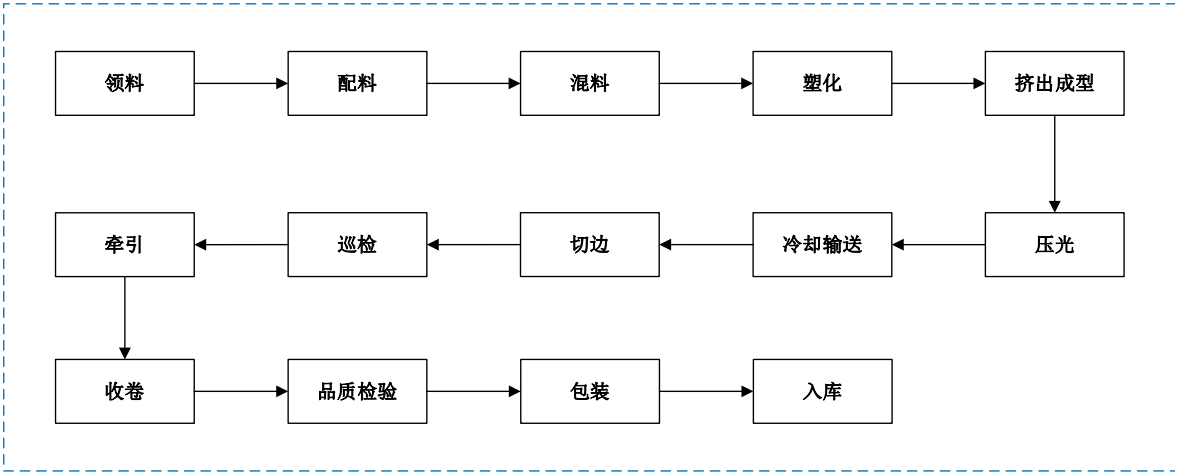 领料
配料
混料
塑化
挤出成型
牵引
巡检
切边
冷却输送
压光
收卷
品质检验
包装
入库